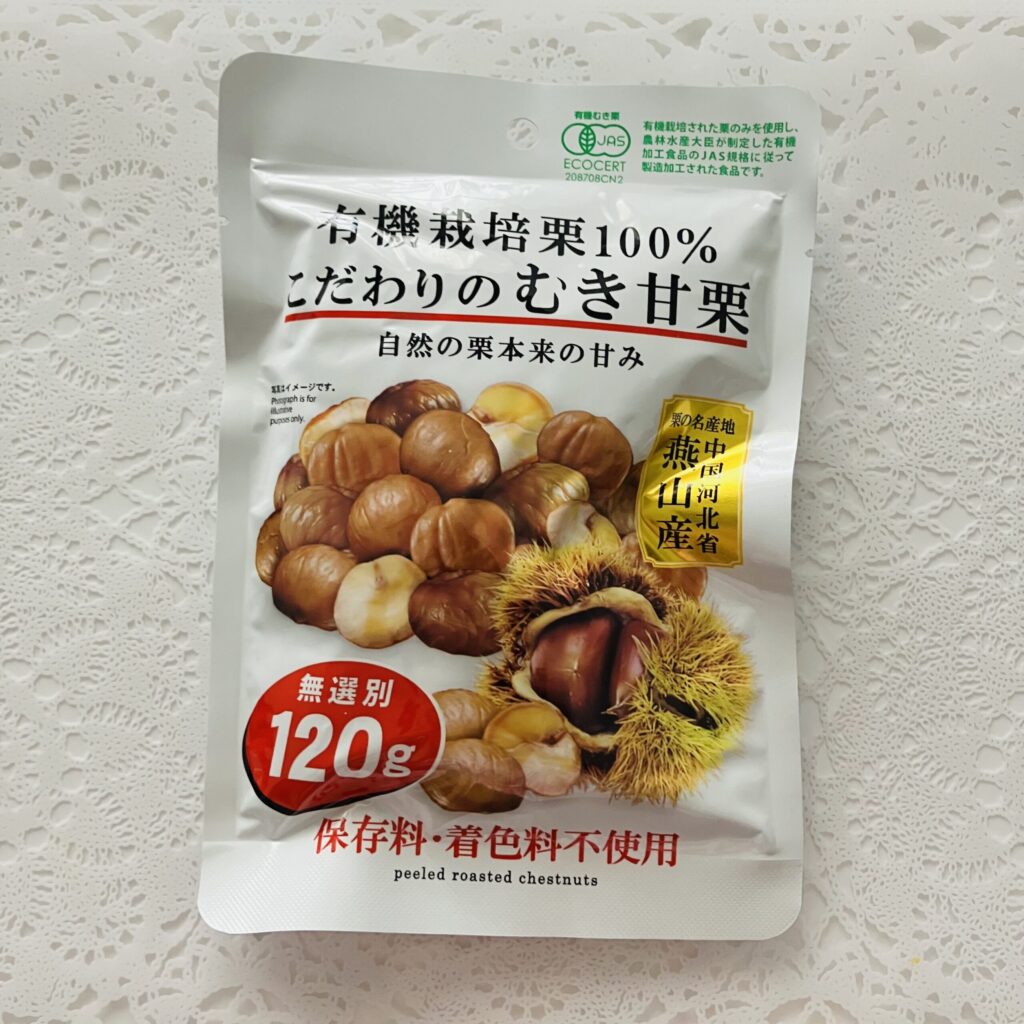 有機むき栗
JAS
ECOCERT
208708CN2
有機栽培された栗のみを使用し、
農林水産大臣が制定した有機
加工食品のJAS規格に従って
製造加工された食品です。
有機栽培栗100%
こだわりのむき甘栗
自然の栗本来の甘み
写真はイメージです。
Photograph is for
illustrative
purposes only.
栗の名産地
中国河北省
燕山産
無選別
120g
保存料・着色料不使用
peeled roasted chestnuts